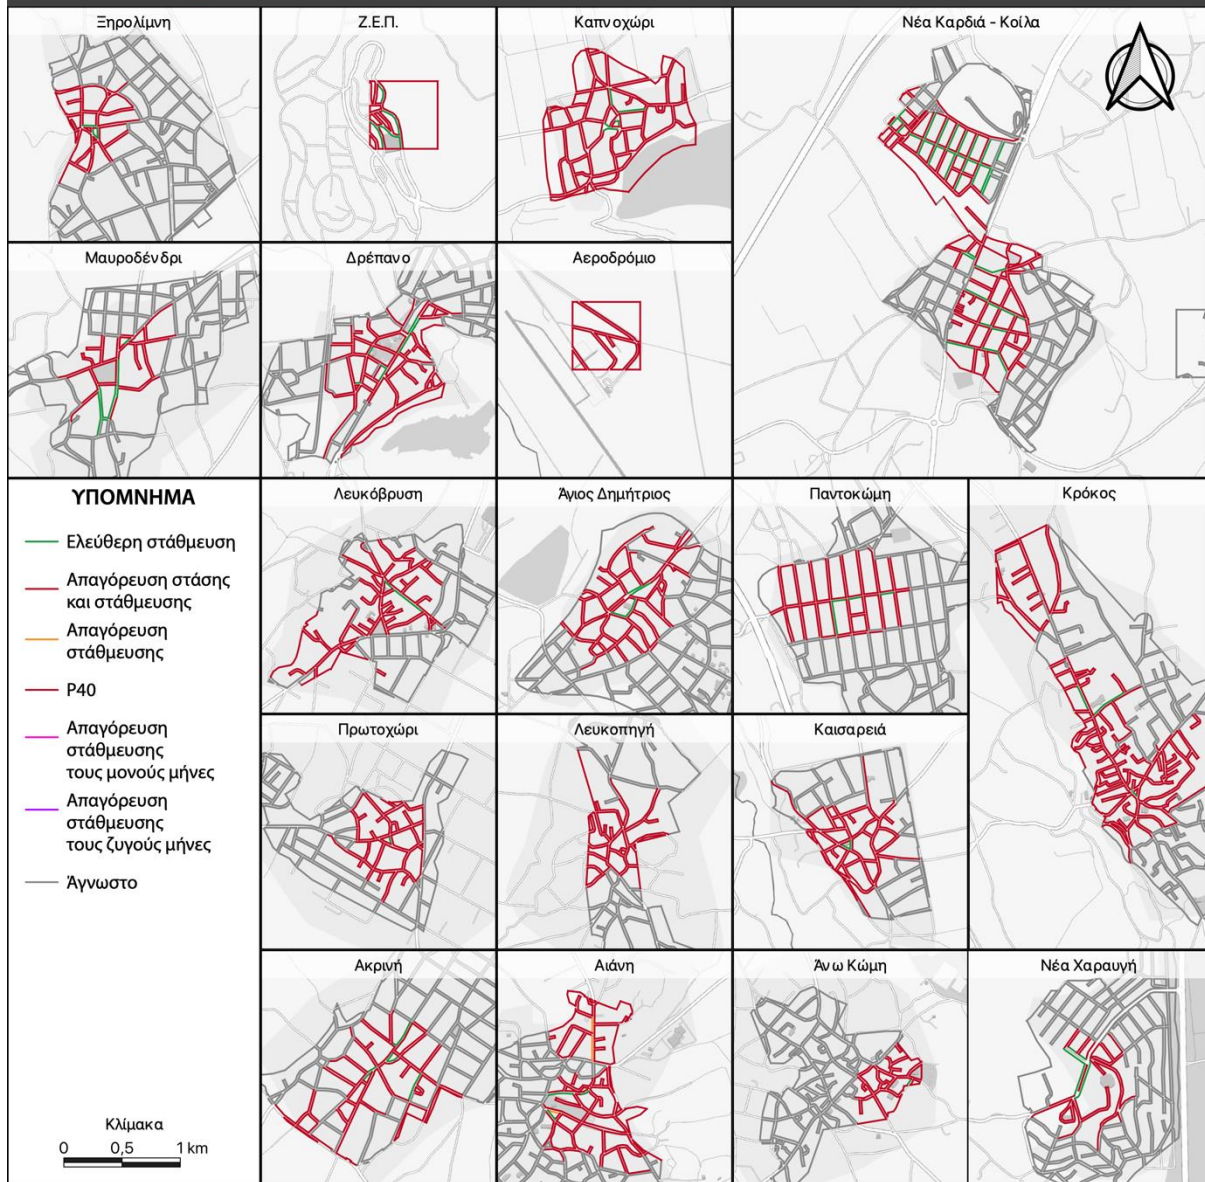 Ξηρολίμνη
Ζ.Ε.Π.
Καπνοχώρι
Νέα Καρδιά - Κοίλα
Μαυροδένδρι
Δρέπανο
Αεροδρόμιο
ΥΠΟΜΝΗΜΑ
Ελεύθερη στάθμευση
Απαγόρευση στάσης
και στάθμευσης
Απαγόρευση
στάθμευσης
Ρ40
Απαγόρευση
στάθμευσης
τους μονούς μήνες
Απαγόρευση
στάθμευσης
τους ζυγούς μήνες
Άγνωστο
Κλίμακα
0 0,5 1 km
Λευκόβρυση
Άγιος Δημήτριος
Παντοκώμη
Κρόκος
Πρωτοχώρι
Λευκοπηγή
Καισαρειά
Ακρινή
Αιάνη
Άνω Κώμη
Νέα Χαραυγή